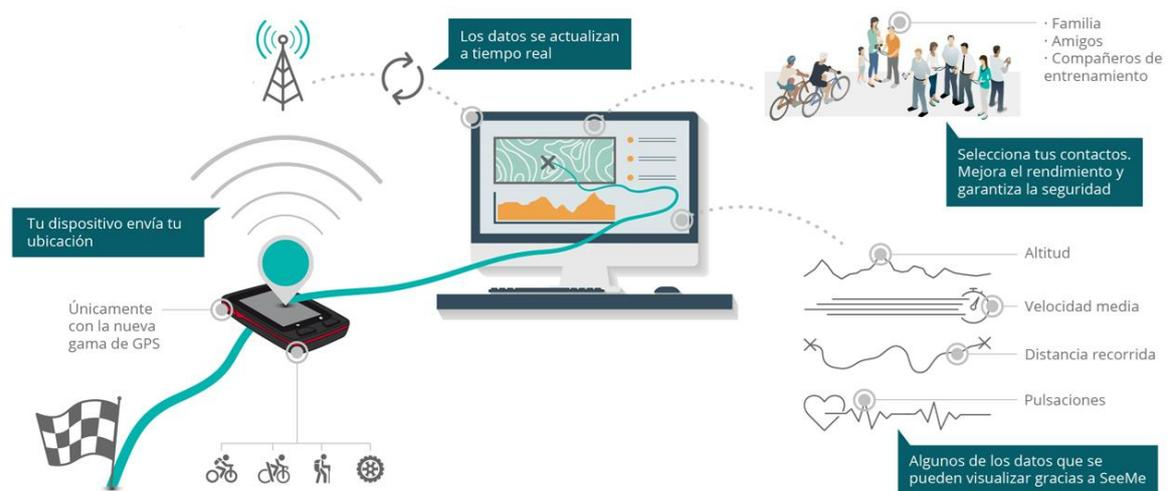 Los datos se actualizan
a tiempo real
· Familia
· Amigos
· Compañeros de
entrenamiento
Selecciona tus contactos.
Mejora el rendimiento y
garantiza la seguridad
Tu dispositivo envía tu
ubicación
Únicamente
con la nueva
gama de GPS
Altitud
Velocidad media
Distancia recorrida
Pulsaciones
Algunos de los datos que se
pueden visualizar gracias a SeeMe